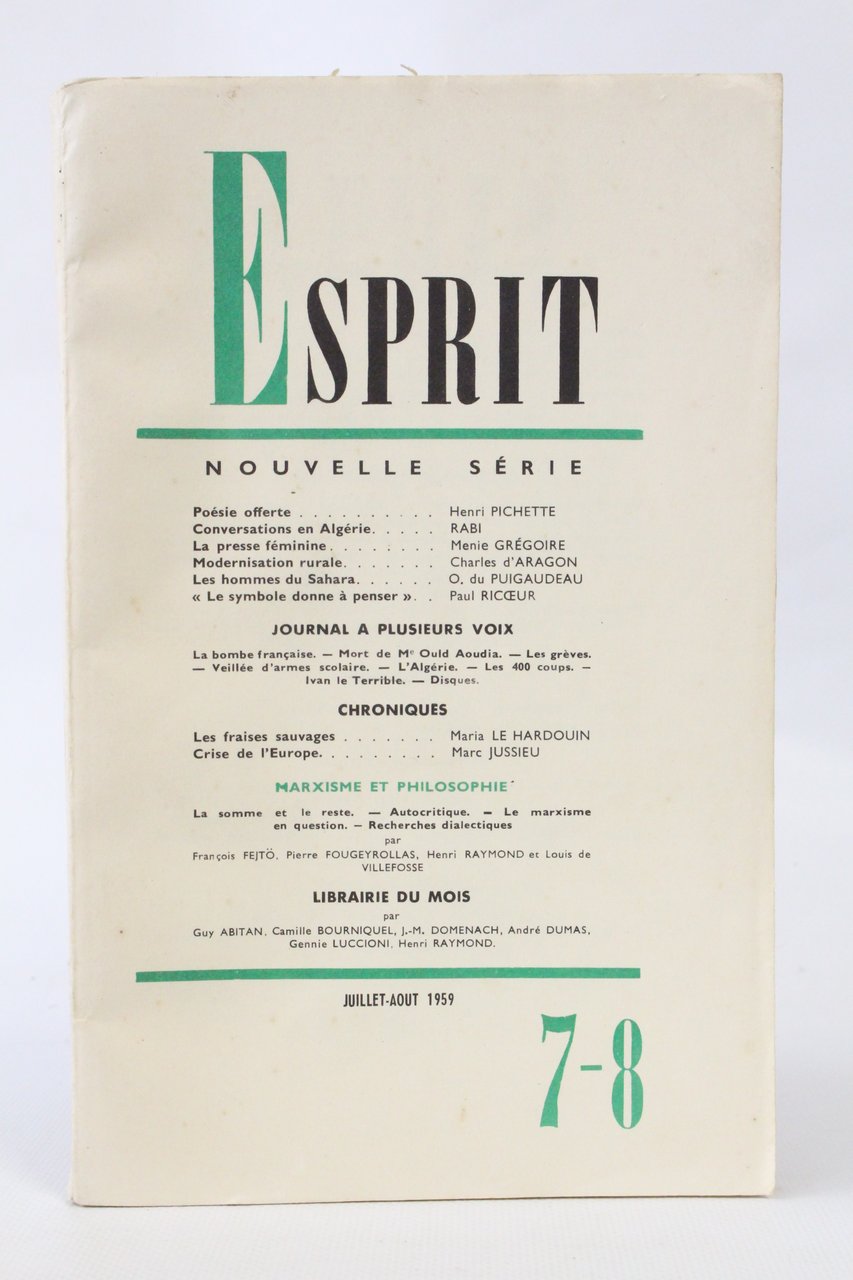 ESPRIT
NOUVELLE SÉRIE
Poésie offerte . . . . . . . . . . Henri PICHETTE
Conversations en Algérie. . . . . RABI
La presse féminine. . . . . . . . Menie GRÉGOIRE
Modernisation rurale. . . . . . . Charles d'ARAGON
Les hommes du Sahara. . . . . . O. du PUIGAUDEAU
« Le symbole donne à penser ». . Paul RICŒUR
JOURNAL A PLUSIEURS VOIX
La bombe française. — Mort de Me Ould Aoudia. — Les grèves.
— Veillée d'armes scolaire. — L'Algérie. — Les 400 coups. —
Ivan le Terrible. — Disques.
CHRONIQUES
Les fraises sauvages . . . . . . . Maria LE HARDOUIN
Crise de l'Europe. . . . . . . . . Marc JUSSIEU
MARXISME ET PHILOSOPHIE
La somme et le reste. — Autocritique. — Le marxisme
en question. — Recherches dialectiques
par
François FEJTÖ, Pierre FOUGEYROLLAS, Henri RAYMOND et Louis de
VILLEFOSSE
LIBRAIRIE DU MOIS
par
Guy ABITAN, Camille BOURNIQUEL, J.-M. DOMENACH, André DUMAS,
Gennie LUCCIONI, Henri RAYMOND.
JUILLET-AOUT 1959
7-8